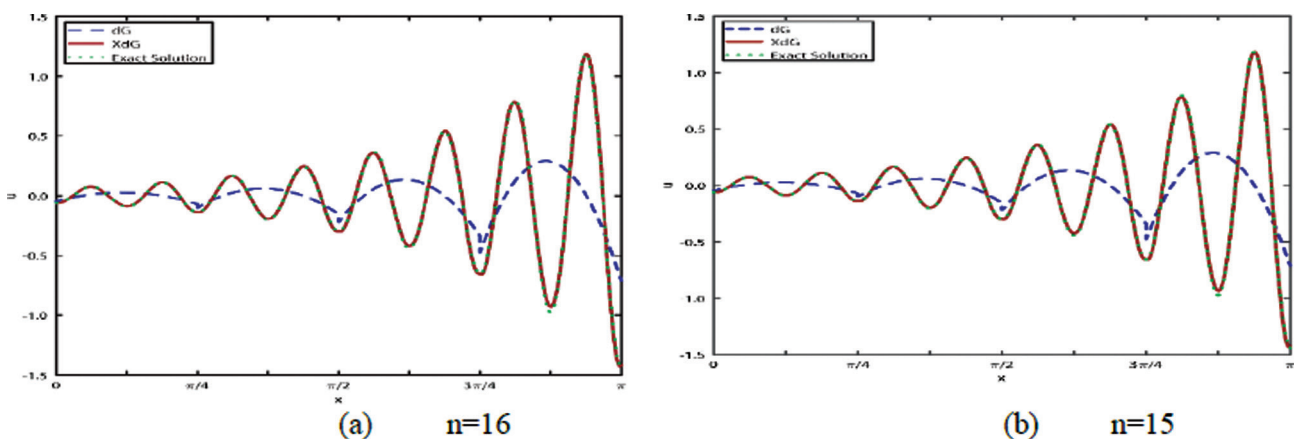 1.5
dG
XdG
Exact Solution
1.0
0.5
0.0
u
-0.5
-1.0
-1.5
0
π/4
π/2
3π/4
π
x
(a) n=16
1.5
dG
XdG
Exact Solution
1.0
0.5
0.0
u
-0.5
-1.0
-1.5
0
π/4
π/2
3π/4
π
x
(b) n=15